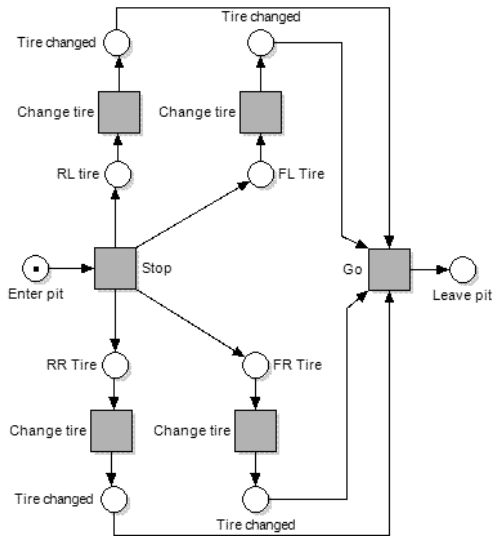 Tire changed
Tire changed
Change tire
Change tire
RL tire
FL Tire
Enter pit
Stop
Go
Leave pit
RR Tire
FR Tire
Change tire
Change tire
Tire changed
Tire changed